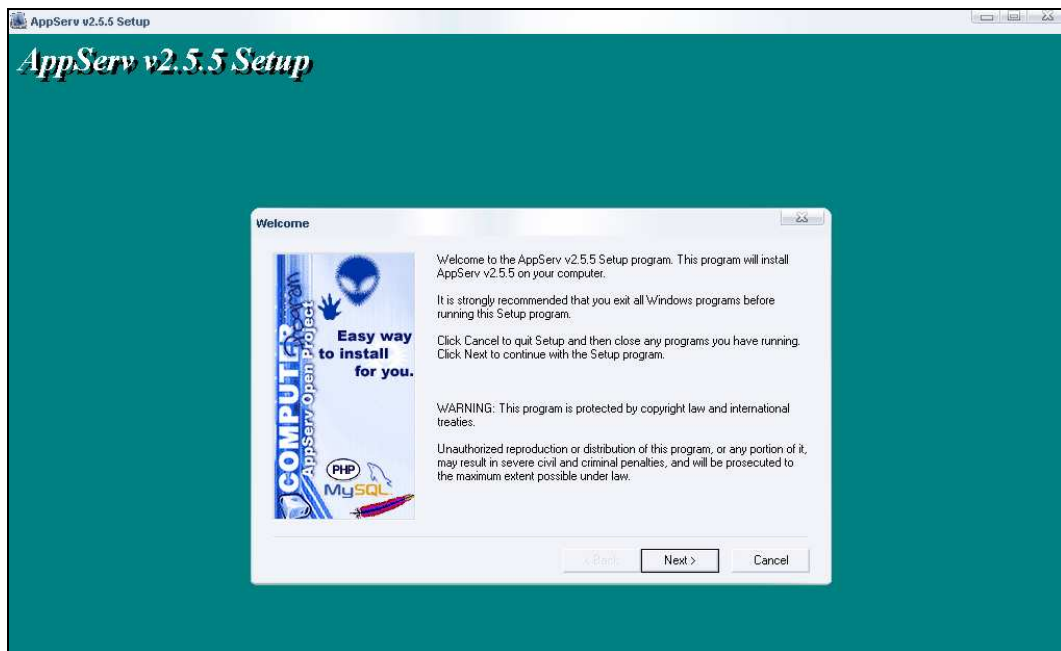 AppServ v2.5.5 Setup
AppServ v2.5.5 Setup
Welcome
COMPUTER
Program
AppServ Open Project
Easy way
to install
for you.
PHP
MySQL
Welcome to the AppServ v2.5.5 Setup program. This program will install
AppServ v2.5.5 on your computer.
It is strongly recommended that you exit all Windows programs before
running this Setup program.
Click Cancel to quit Setup and then close any programs you have running.
Click Next to continue with the Setup program.
WARNING: This program is protected by copyright law and international
treaties.
Unauthorized reproduction or distribution of this program, or any portion of it,
may result in severe civil and criminal penalties, and will be prosecuted to
the maximum extent possible under law.
< Back
Next >
Cancel